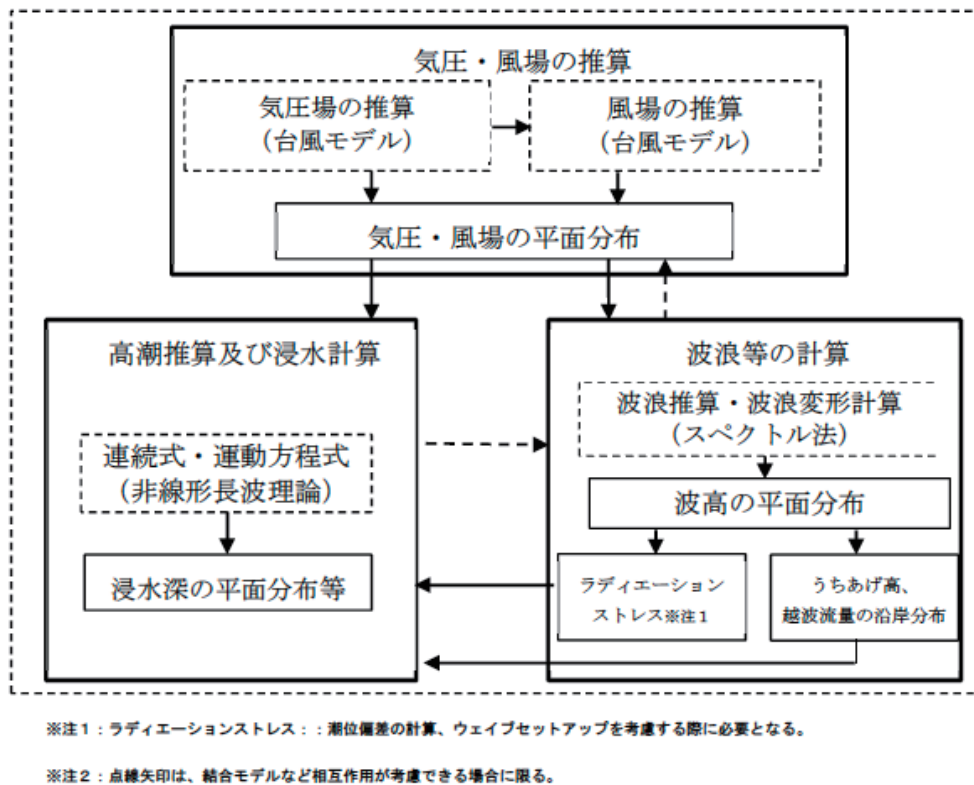 気圧・風場の推算
気圧場の推算
(台風モデル)
風場の推算
(台風モデル)
気圧・風場の平面分布
高潮推算及び浸水計算
連続式・運動方程式
(非線形長波理論)
浸水深の平面分布等
波浪等の計算
波浪推算・波浪変形計算
(スペクトル法)
波高の平面分布
ラディエーション
ストレス※注1
うちあげ高、
越波流量の沿岸分布
※注1：ラディエーションストレス：：潮位偏差の計算、ウェイブセットアップを考慮する際に必要となる。
※注2：点線矢印は、結合モデルなど相互作用が考慮できる場合に限る。